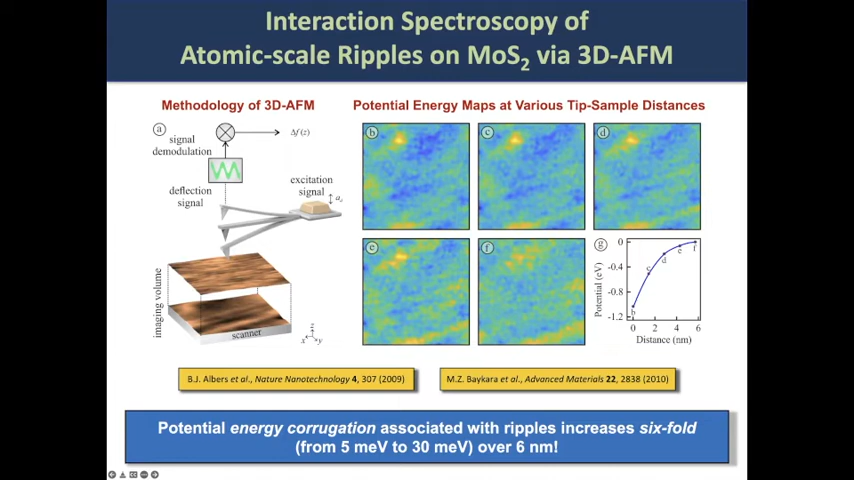 Interaction Spectroscopy of
Atomic-scale Ripples on MoS₂ via 3D-AFM
Methodology of 3D-AFM
Potential Energy Maps at Various Tip-Sample Distances
a
signal
demodulation
Δf (z)
deflection
signal
excitation
signal
imaging volume
scanner
z
x
y
b
c
d
e
f
g
Potential (eV)
0
-0.4
-0.8
-1.2
b
c
d
e
f
0 2 4 6
Distance (nm)
B.J. Albers et al., Nature Nanotechnology 4, 307 (2009)
M.Z. Baykara et al., Advanced Materials 22, 2838 (2010)
Potential energy corrugation associated with ripples increases six-fold
(from 5 meV to 30 meV) over 6 nm!